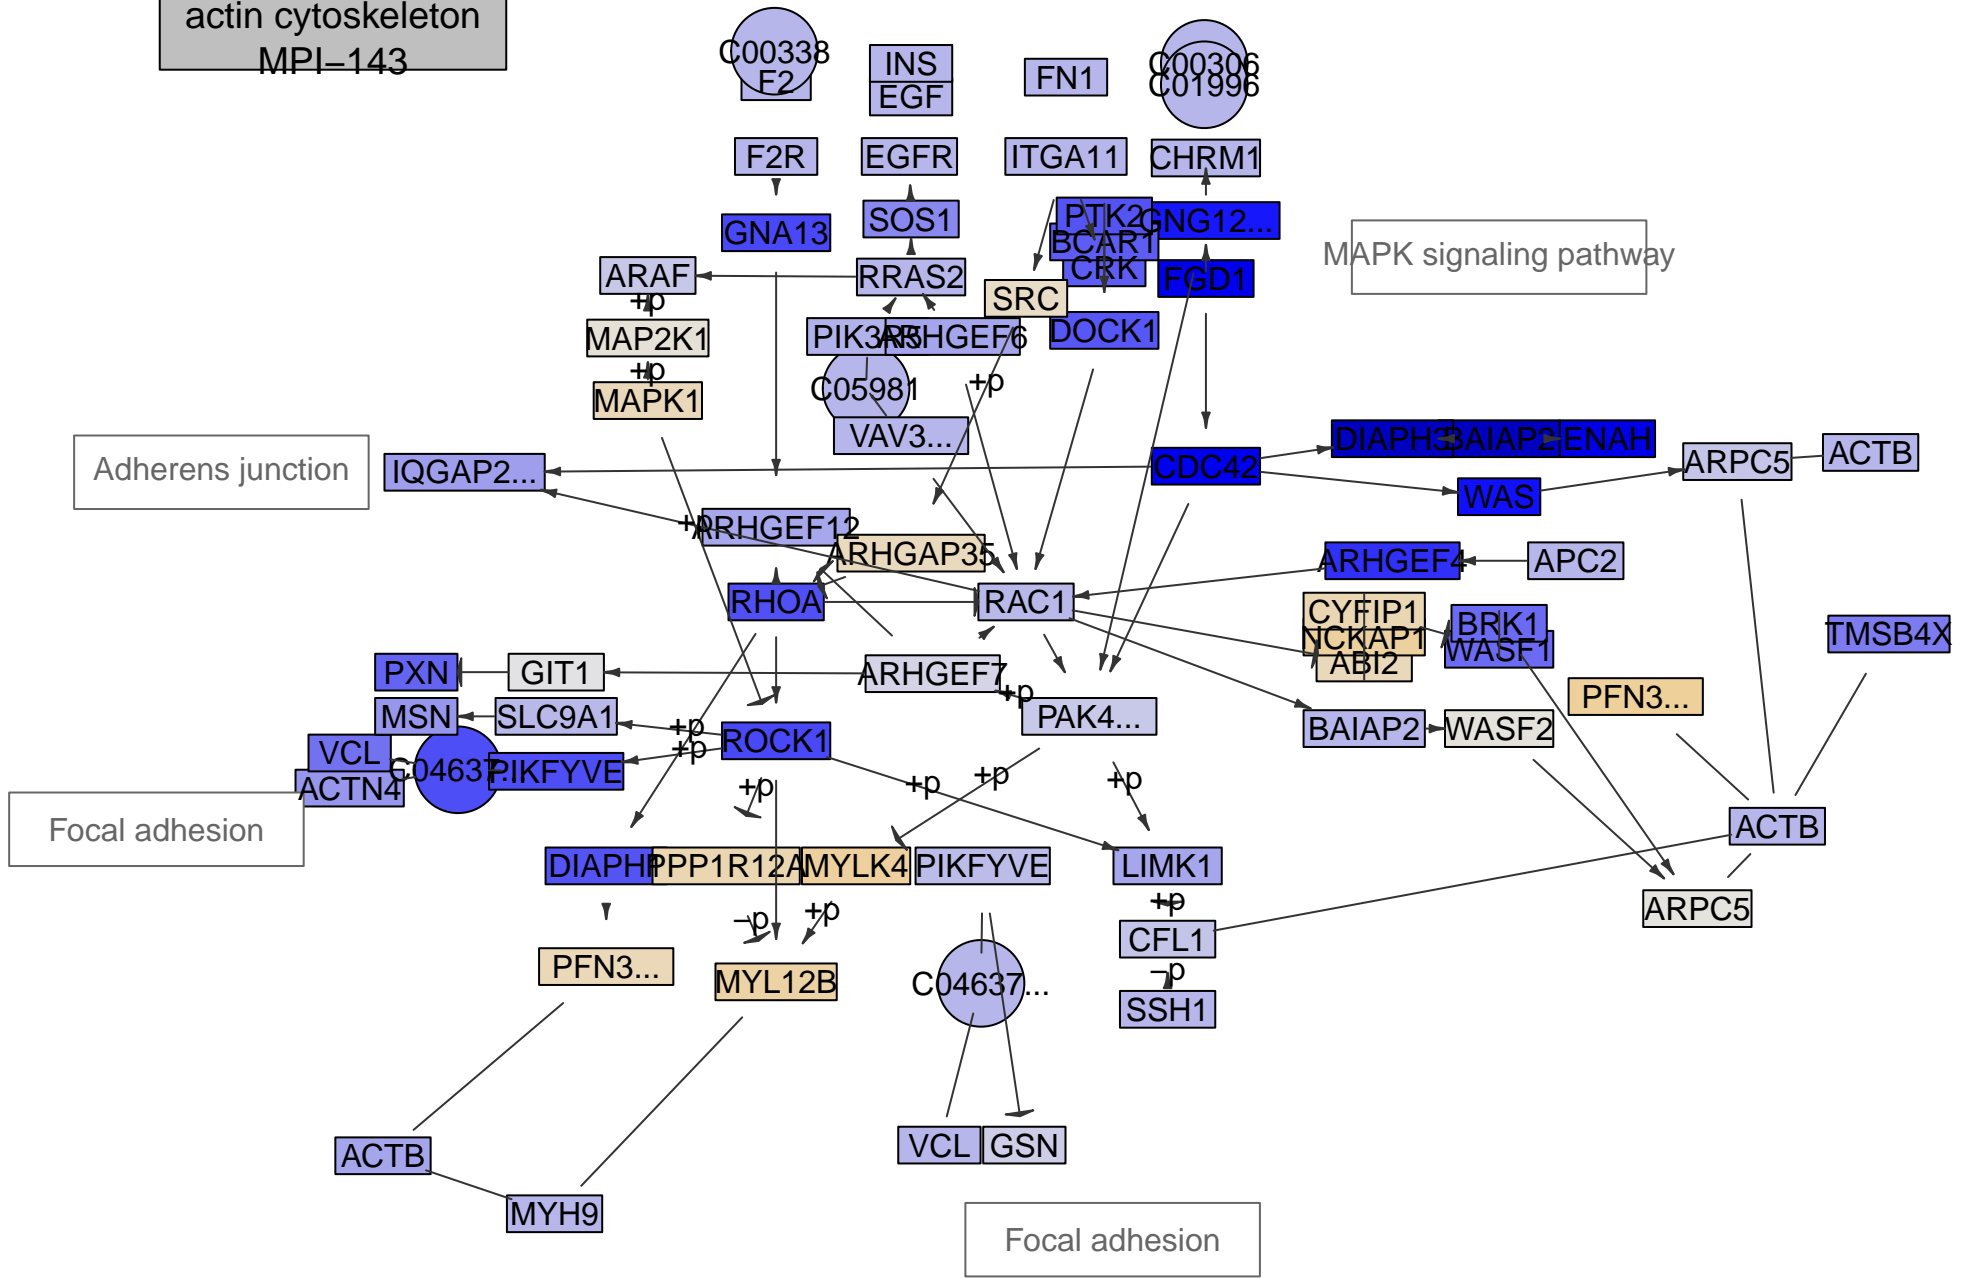 actin cytoskeleton
MPI−143
C00338
F2
INS
EGF
FN1
C00306
C01996
F2R
EGFR
ITGA11
CHRM1
GNA13
SOS1
PTK2
GNG12...
BCAR1
CRK
FGD1
MAPK signaling pathway
ARAF
RRAS2
SRC
+p
MAP2K1
PIK3R5
ARHGEF6
DOCK1
+p
MAPK1
C05981
+p
VAV3...
Adherens junction
IQGAP2...
CDC42
DIAPH3
BAIAP2
ENAH
ARPC5
ACTB
WAS
+p
ARHGEF12
ARHGAP35
ARHGEF4
APC2
RHOA
RAC1
CYFIP1
NCKAP1
ABI2
BRK1
WASF1
TMSB4X
PXN
GIT1
ARHGEF7
+p
PFN3...
MSN
SLC9A1
+p
PAK4...
VCL
ROCK1
+p
BAIAP2
WASF2
ACTN4
C04637...
PIKFYVE
+p
+p
+p
+p
Focal adhesion
ACTB
DIAPH1
PPP1R12A
MYLK4
PIKFYVE
LIMK1
−p
+p
+p
ARPC5
CFL1
PFN3...
MYL12B
C04637...
−p
SSH1
ACTB
VCL
GSN
MYH9
Focal adhesion